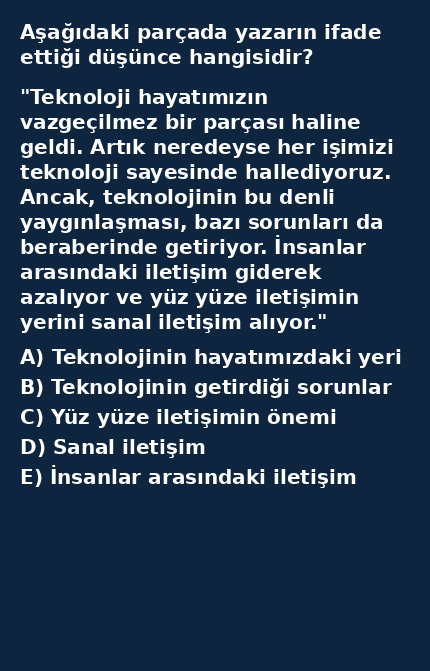 Aşağıdaki parçada yazarın ifade
ettiği düşünce hangisidir?
"Teknoloji hayatımızın
vazgeçilmez bir parçası haline
geldi. Artık neredeyse her işimizi
teknoloji sayesinde hallediyoruz.
Ancak, teknolojinin bu denli
yaygınlaşması, bazı sorunları da
beraberinde getiriyor. İnsanlar
arasındaki iletişim giderek
azalıyor ve yüz yüze iletişimin
yerini sanal iletişim alıyor."
A) Teknolojinin hayatımızdaki yeri
B) Teknolojinin getirdiği sorunlar
C) Yüz yüze iletişimin önemi
D) Sanal iletişim
E) İnsanlar arasındaki iletişim